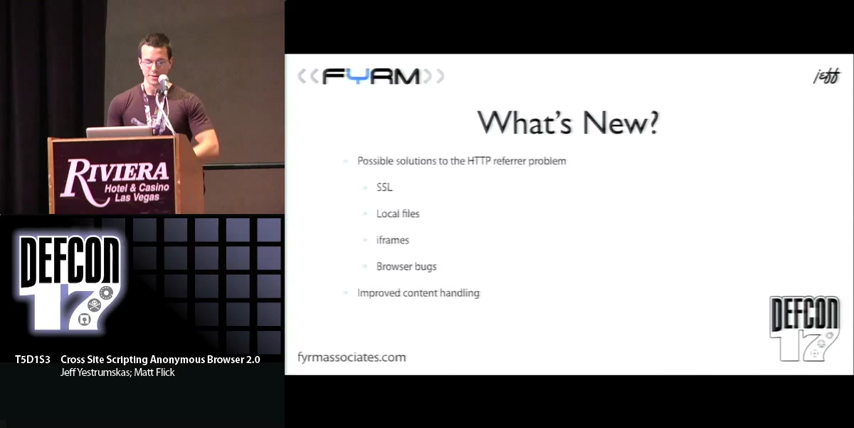 ((FYRM))
jeff
What's New?
Possible solutions to the HTTP referrer problem
SSL
Local files
iframes
Browser bugs
Improved content handling
fyrmassociates.com
DEFCON
17
RIVIERA
Hotel & Casino
Las Vegas
DEFCON
17
T5D1S3 Cross Site Scripting Anonymous Browser 2.0
Jeff Yestrumskas; Matt Flick